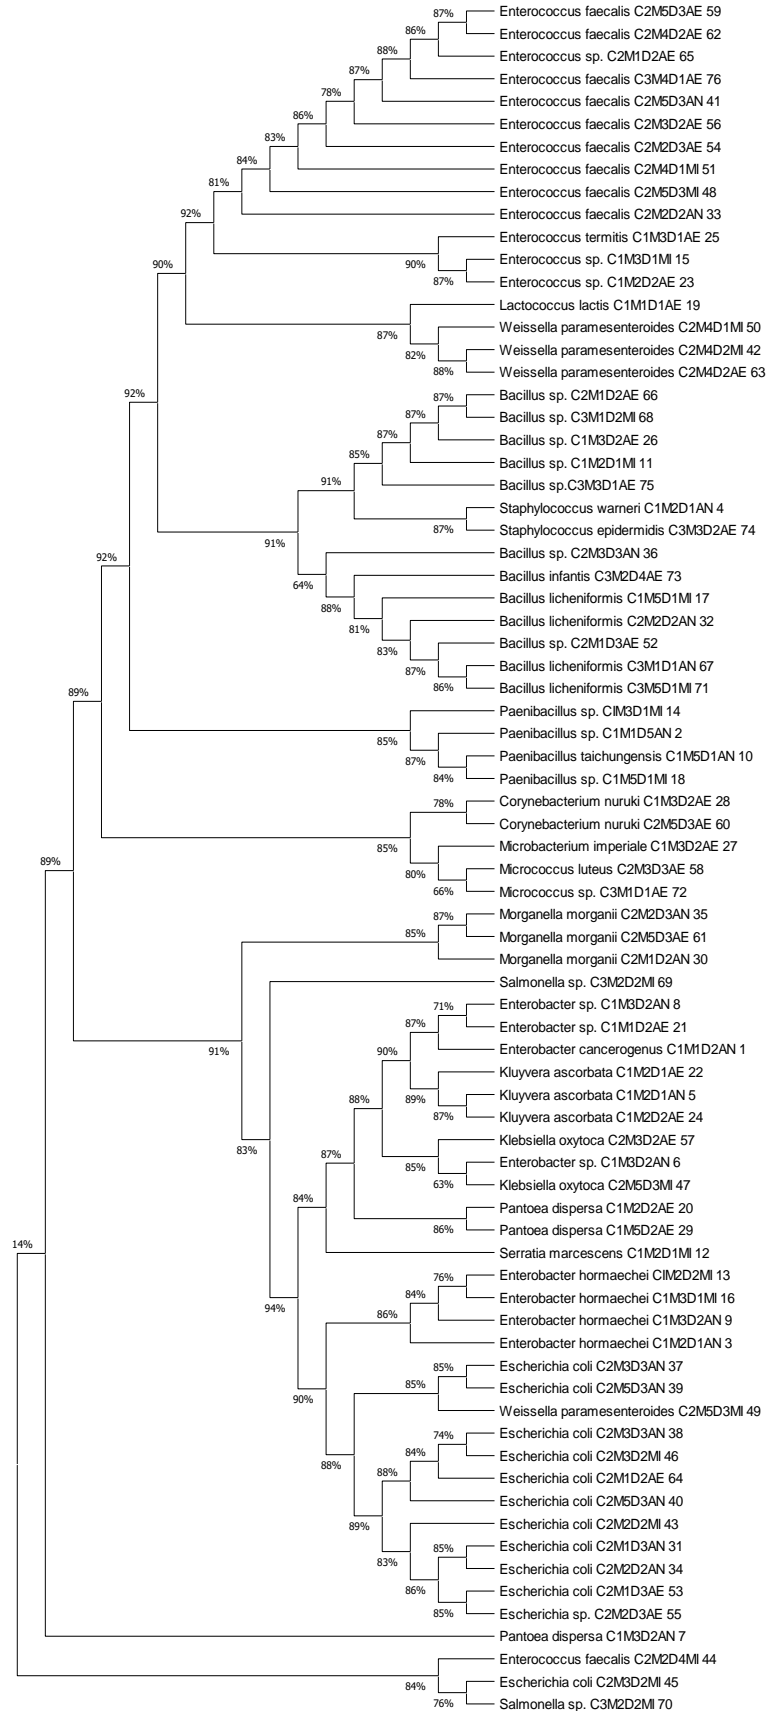 87%
Enterococcus faecalis C2M5D3AE 59
86%
Enterococcus faecalis C2M4D2AE 62
88%
Enterococcus sp. C2M1D2AE 65
87%
Enterococcus faecalis C3M4D1AE 76
78%
Enterococcus faecalis C2M5D3AN 41
86%
Enterococcus faecalis C2M3D2AE 56
83%
Enterococcus faecalis C2M2D3AE 54
84%
Enterococcus faecalis C2M4D1MI 51
81%
Enterococcus faecalis C2M5D3MI 48
92%
Enterococcus faecalis C2M2D2AN 33
Enterococcus termitis C1M3D1AE 25
90%
90%
Enterococcus sp. C1M3D1MI 15
87%
Enterococcus sp. C1M2D2AE 23
Lactococcus lactis C1M1D1AE 19
87%
Weissella paramesenteroides C2M4D1MI 50
82%
Weissella paramesenteroides C2M4D2MI 42
88%
Weissella paramesenteroides C2M4D2AE 63
92%
87%
Bacillus sp. C2M1D2AE 66
87%
Bacillus sp. C3M1D2MI 68
87%
Bacillus sp. C1M3D2AE 26
85%
Bacillus sp. C1M2D1MI 11
91%
Bacillus sp.C3M3D1AE 75
Staphylococcus warneri C1M2D1AN 4
87%
Staphylococcus epidermidis C3M3D2AE 74
91%
Bacillus sp. C2M3D3AN 36
92%
64%
Bacillus infantis C3M2D4AE 73
88%
Bacillus licheniformis C1M5D1MI 17
81%
Bacillus licheniformis C2M2D2AN 32
83%
Bacillus sp. C2M1D3AE 52
87%
Bacillus licheniformis C3M1D1AN 67
86%
Bacillus licheniformis C3M5D1MI 71
89%
Paenibacillus sp. CIM3D1MI 14
85%
Paenibacillus sp. C1M1D5AN 2
87%
Paenibacillus taichungensis C1M5D1AN 10
84%
Paenibacillus sp. C1M5D1MI 18
78%
Corynebacterium nuruki C1M3D2AE 28
Corynebacterium nuruki C2M5D3AE 60
85%
Microbacterium imperiale C1M3D2AE 27
89%
80%
Micrococcus luteus C2M3D3AE 58
66%
Micrococcus sp. C3M1D1AE 72
87%
Morganella morganii C2M2D3AN 35
85%
Morganella morganii C2M5D3AE 61
Morganella morganii C2M1D2AN 30
Salmonella sp. C3M2D2MI 69
71%
Enterobacter sp. C1M3D2AN 8
87%
Enterobacter sp. C1M1D2AE 21
91%
90%
Enterobacter cancerogenus C1M1D2AN 1
Kluyvera ascorbata C1M2D1AE 22
89%
Kluyvera ascorbata C1M2D1AN 5
88%
87%
Kluyvera ascorbata C1M2D2AE 24
Klebsiella oxytoca C2M3D2AE 57
83%
87%
85%
Enterobacter sp. C1M3D2AN 6
63%
Klebsiella oxytoca C2M5D3MI 47
84%
Pantoea dispersa C1M2D2AE 20
86%
Pantoea dispersa C1M5D2AE 29
14%
Serratia marcescens C1M2D1MI 12
76%
Enterobacter hormaechei CIM2D2MI 13
84%
Enterobacter hormaechei C1M3D1MI 16
94%
86%
Enterobacter hormaechei C1M3D2AN 9
Enterobacter hormaechei C1M2D1AN 3
85%
Escherichia coli C2M3D3AN 37
85%
Escherichia coli C2M5D3AN 39
90%
Weissella paramesenteroides C2M5D3MI 49
74%
Escherichia coli C2M3D3AN 38
84%
Escherichia coli C2M3D2MI 46
88%
88%
Escherichia coli C2M1D2AE 64
Escherichia coli C2M5D3AN 40
89%
Escherichia coli C2M2D2MI 43
85%
Escherichia coli C2M1D3AN 31
83%
Escherichia coli C2M2D2AN 34
86%
Escherichia coli C2M1D3AE 53
85%
Escherichia sp. C2M2D3AE 55
Pantoea dispersa C1M3D2AN 7
Enterococcus faecalis C2M2D4MI 44
84%
Escherichia coli C2M3D2MI 45
76%
Salmonella sp. C3M2D2MI 70